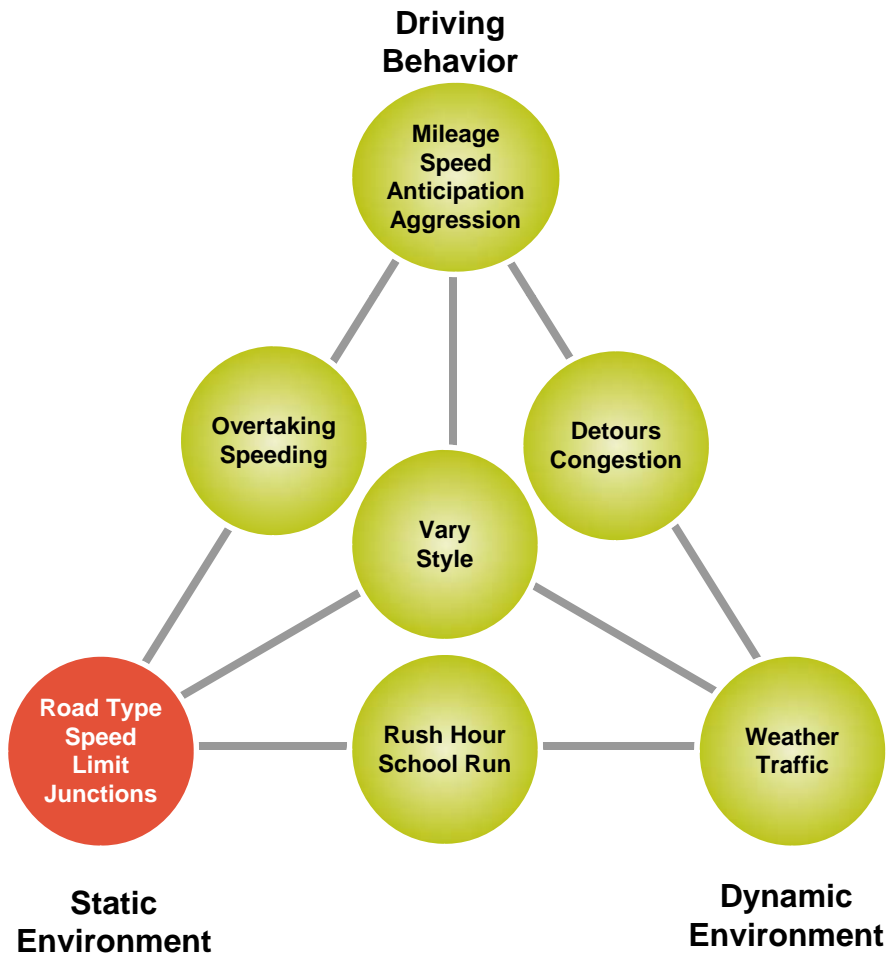 Driving
Behavior
Mileage
Speed
Anticipation
Aggression
Overtaking
Speeding
Detours
Congestion
Vary
Style
Road Type
Speed
Limit
Junctions
Rush Hour
School Run
Weather
Traffic
Static
Environment
Dynamic
Environment